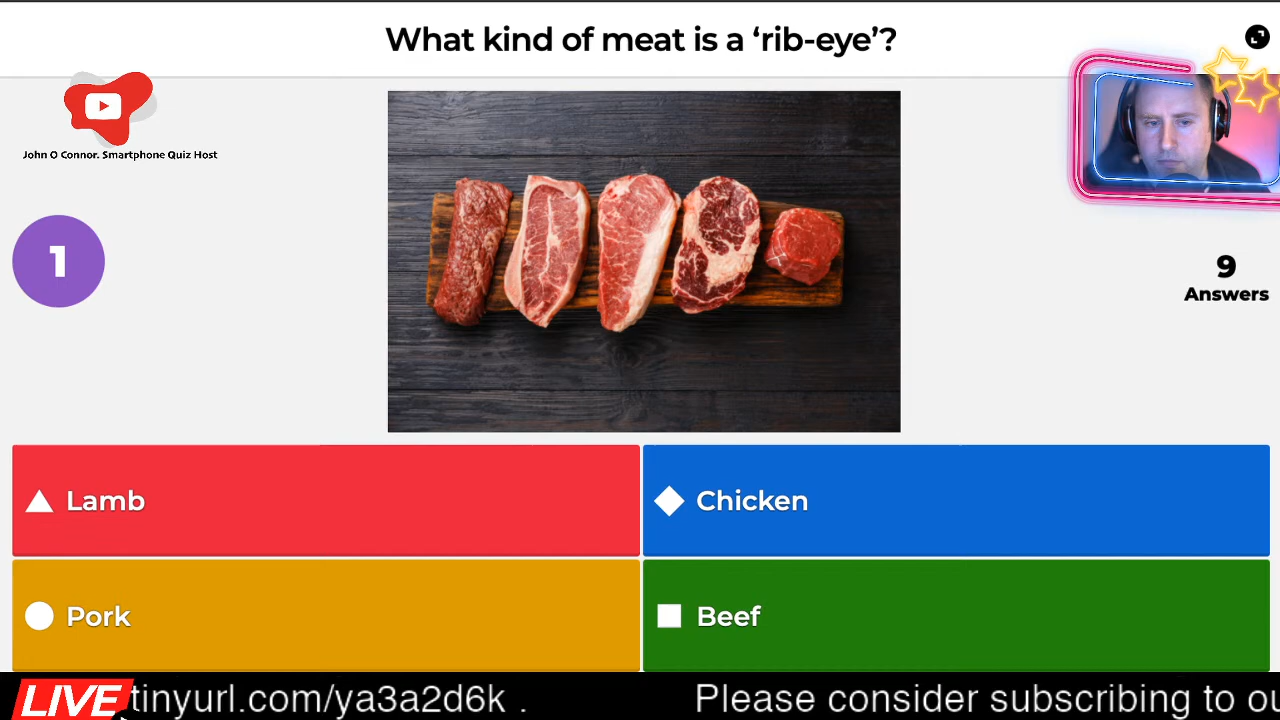 What kind of meat is a ‘rib-eye’?
John O Connor. Smartphone Quiz Host
1
9
Answers
Lamb
Chicken
Pork
Beef
LIVE
tinyurl.com/ya3a2d6k .
Please consider subscribing to ou